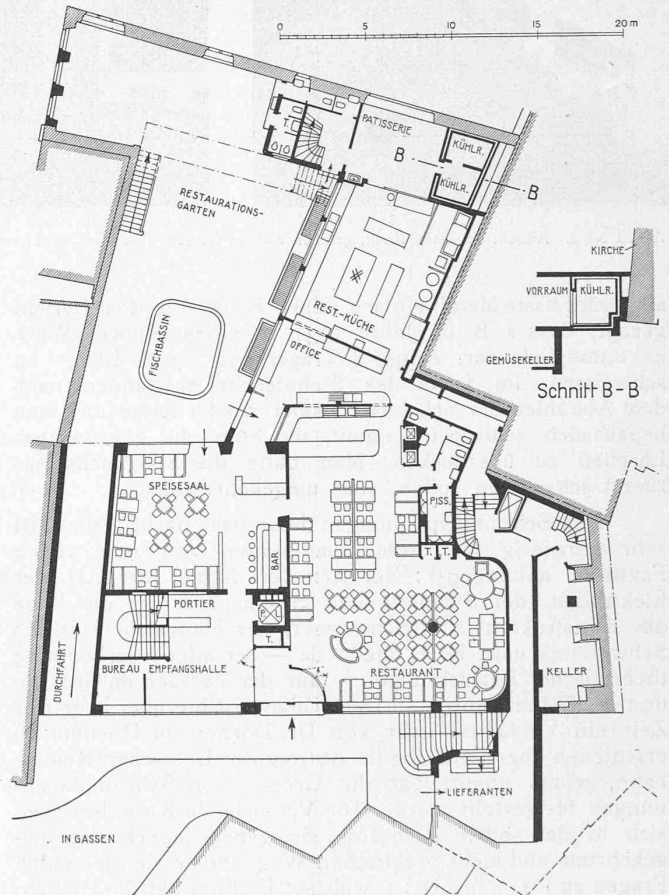 0 5 10 15 20 m
PATISSERIE
KÜHLR.
B
B
KÜHLR.
RESTAURATIONS-
GARTEN
KIRCHE
VORRAUM
KÜHLR.
REST.-KÜCHE
GEMÜSEKELLER
OFFICE
FISCHBASSIN
Schnitt B-B
SPEISESAAL
PISS.
T.
T.
BAR
PORTIER
T.
DURCHFAHRT
BUREAU
EMPFANGSHALLE
RESTAURANT
KELLER
LIEFERANTEN
IN GASSEN